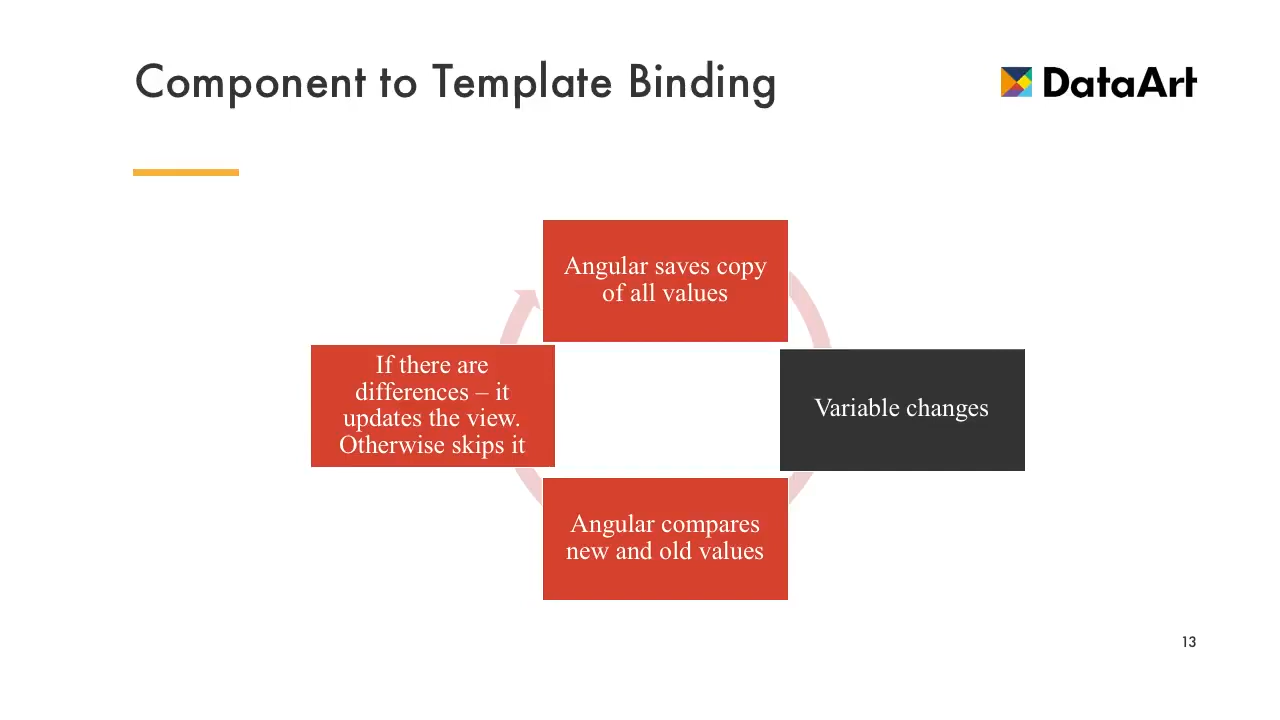 Component to Template Binding
DataArt
Angular saves copy
of all values
Variable changes
Angular compares
new and old values
If there are
differences – it
updates the view.
Otherwise skips it
13